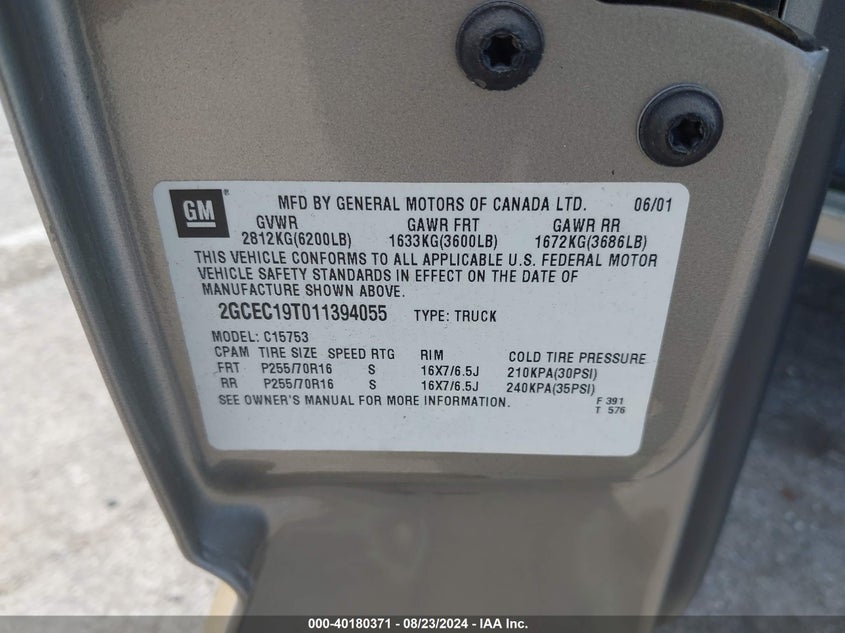 GM ® MFD BY GENERAL MOTORS OF CANADA LTD. 06/01
GVWR GAWR FRT GAWR RR
2812KG(6200LB) 1633KG(3600LB) 1672KG(3686LB)
THIS VEHICLE CONFORMS TO ALL APPLICABLE U.S. FEDERAL MOTOR
VEHICLE SAFETY STANDARDS IN EFFECT ON THE DATE OF
MANUFACTURE SHOWN ABOVE.
2GCEC19T011394055 TYPE: TRUCK
MODEL: C15753
CPAM TIRE SIZE SPEED RTG RIM COLD TIRE PRESSURE
FRT P255/70R16 S 16X7/6.5J 210KPA(30PSI)
RR P255/70R16 S 16X7/6.5J 240KPA(35PSI)
SEE OWNER'S MANUAL FOR MORE INFORMATION. F 391
T 576
000-40180371 - 08/23/2024 - IAA Inc.